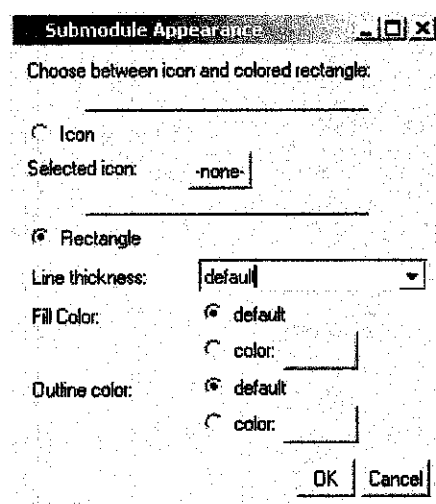 Submodule Appearance
Choose between icon and colored rectangle:
Icon
Selected icon: -none-
Rectangle
Line thickness: default
Fill Color: default
color:
Outline color: default
color:
OK Cancel